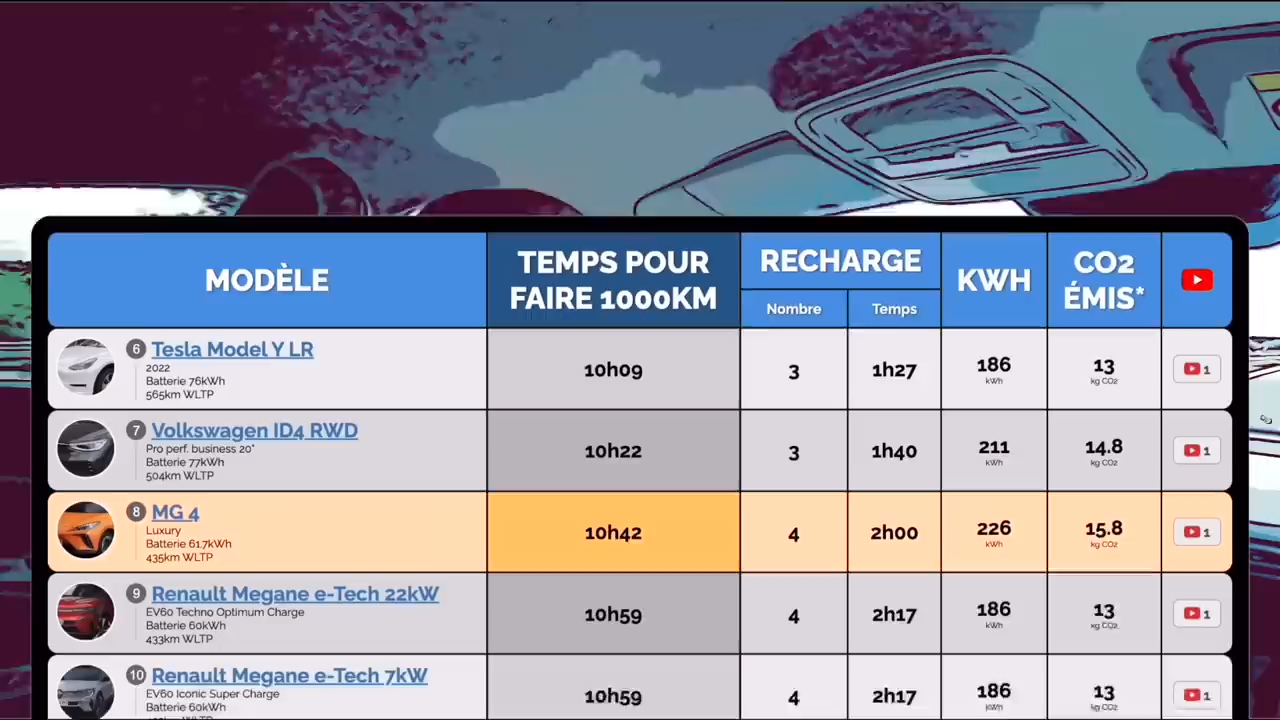 MODÈLE
TEMPS POUR
FAIRE 1000KM
RECHARGE
Nombre
Temps
KWH
CO2
ÉMIS*
6 Tesla Model Y LR
2022
Batterie 76kWh
565km WLTP
10h09
3
1h27
186
kWh
13
kg CO2
1
7 Volkswagen ID4 RWD
Pro perf. business 20"
Batterie 77kWh
504km WLTP
10h22
3
1h40
211
kWh
14.8
kg CO2
1
8 MG 4
Luxury
Batterie 61.7kWh
435km WLTP
10h42
4
2h00
226
kWh
15.8
kg CO2
1
9 Renault Megane e-Tech 22kW
EV60 Techno Optimum Charge
Batterie 60kWh
433km WLTP
10h59
4
2h17
186
kWh
13
kg CO2
1
10 Renault Megane e-Tech 7kW
EV60 Iconic Super Charge
Batterie 60kWh
10h59
4
2h17
186
kWh
13
kg CO2
1